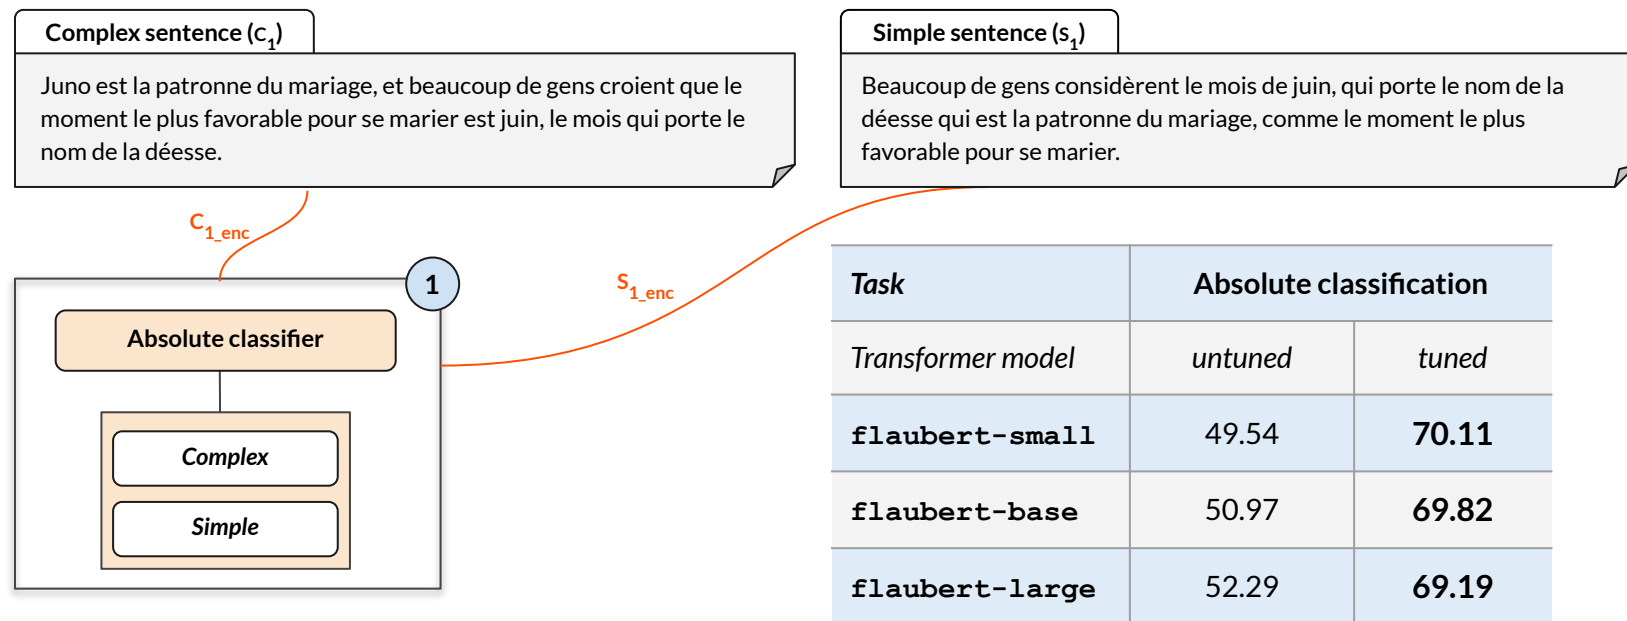 Complex sentence (C1)
Juno est la patronne du mariage, et beaucoup de gens croient que le
moment le plus favorable pour se marier est juin, le mois qui porte le
nom de la déesse.
Simple sentence (S1)
Beaucoup de gens considèrent le mois de juin, qui porte le nom de la
déesse qui est la patronne du mariage, comme le moment le plus
favorable pour se marier.
C1_enc
S1_enc
1
Absolute classifier
Complex
Simple
Task Absolute classification
Transformer model untuned tuned
flaubert-small 49.54 70.11
flaubert-base 50.97 69.82
flaubert-large 52.29 69.19